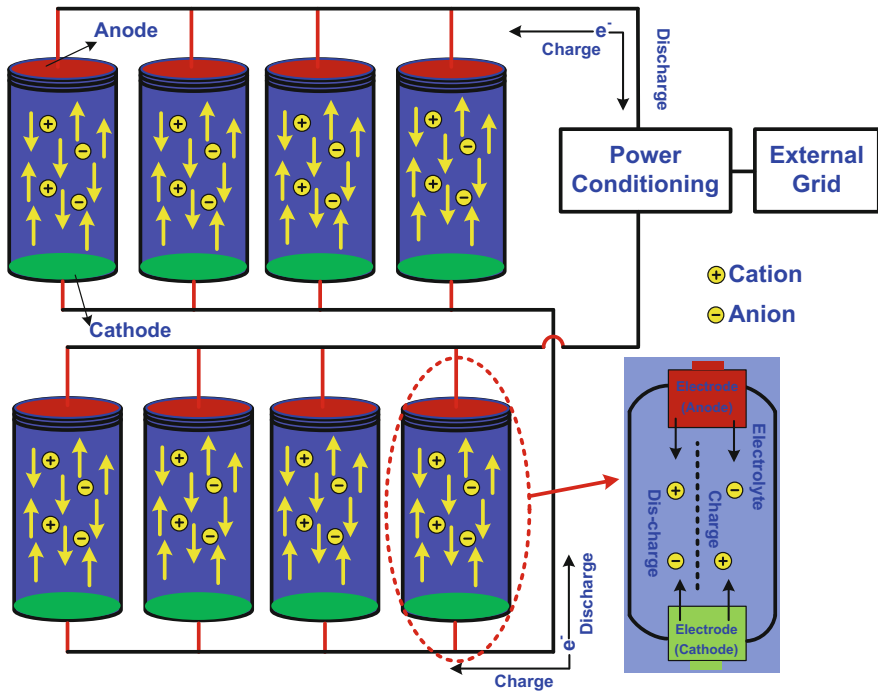 Anode
e-
Charge
Discharge
Power
Conditioning
External
Grid
+ Cation
- Anion
Cathode
Electrode
(Anode)
Electrolyte
Dis-charge
Charge
Electrode
(Cathode)
Discharge
e-
Charge